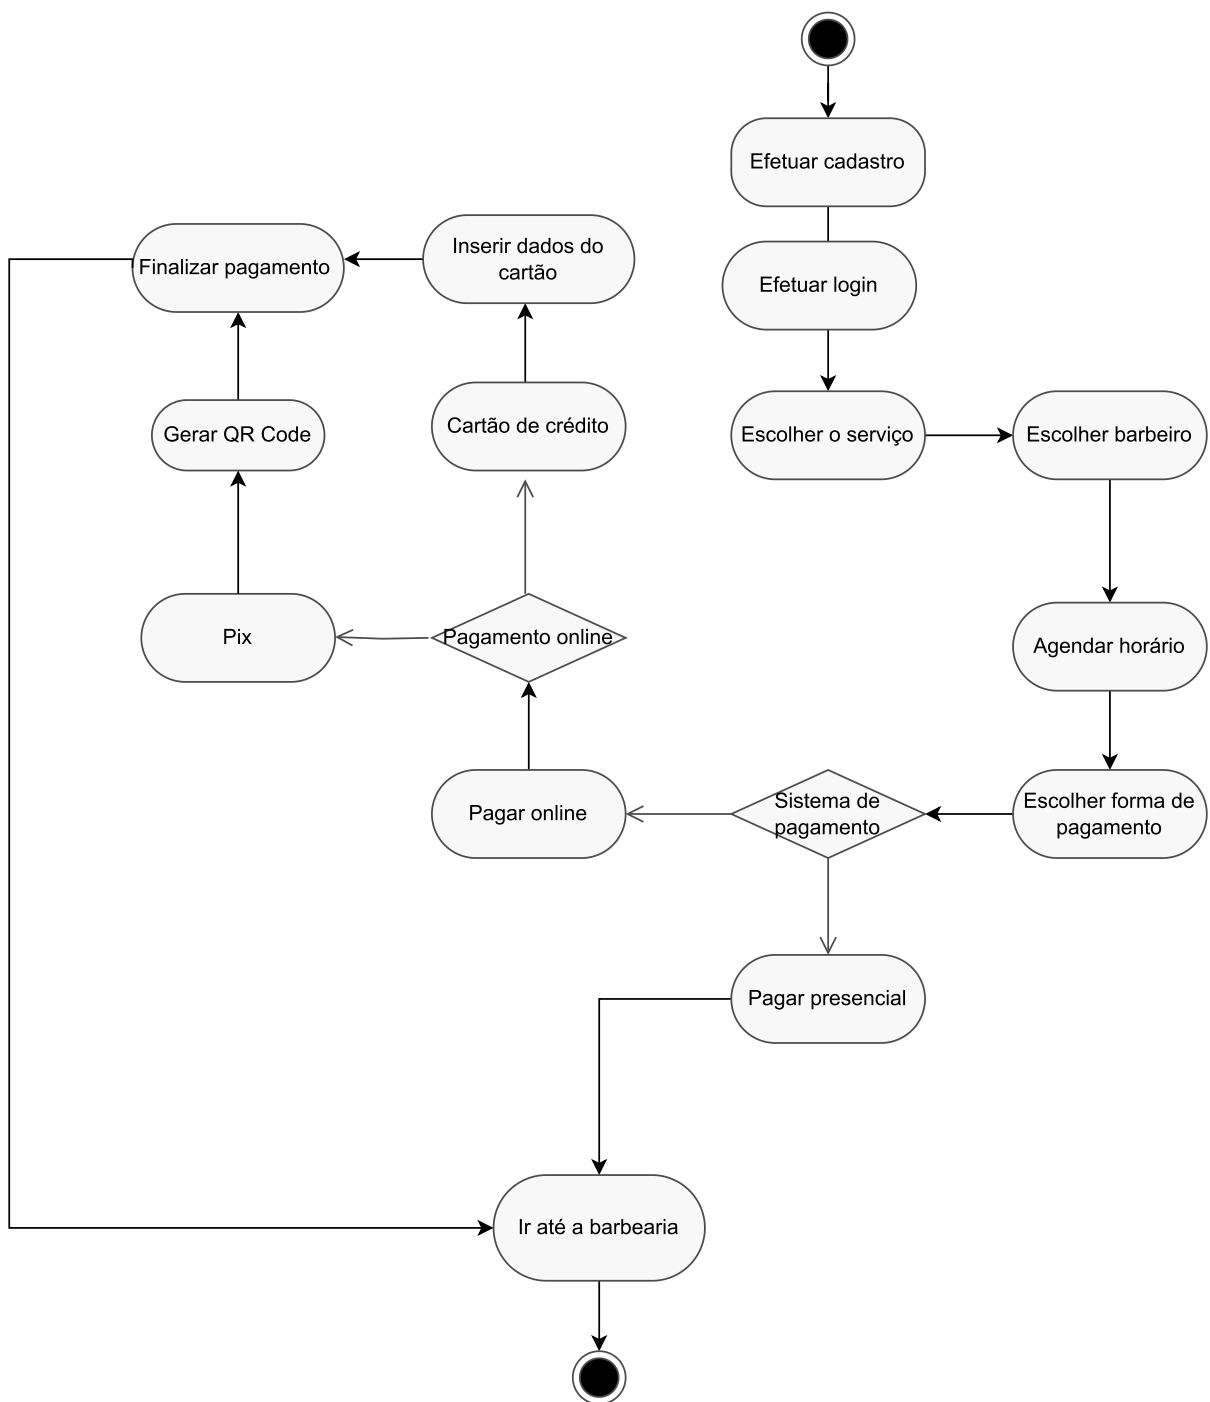 Efetuar cadastro
Efetuar login
Escolher o serviço
Escolher barbeiro
Agendar horário
Escolher forma de
pagamento
Sistema de
pagamento
Pagar online
Pagamento online
Cartão de crédito
Inserir dados do
cartão
Pix
Gerar QR Code
Finalizar pagamento
Pagar presencial
Ir até a barbearia